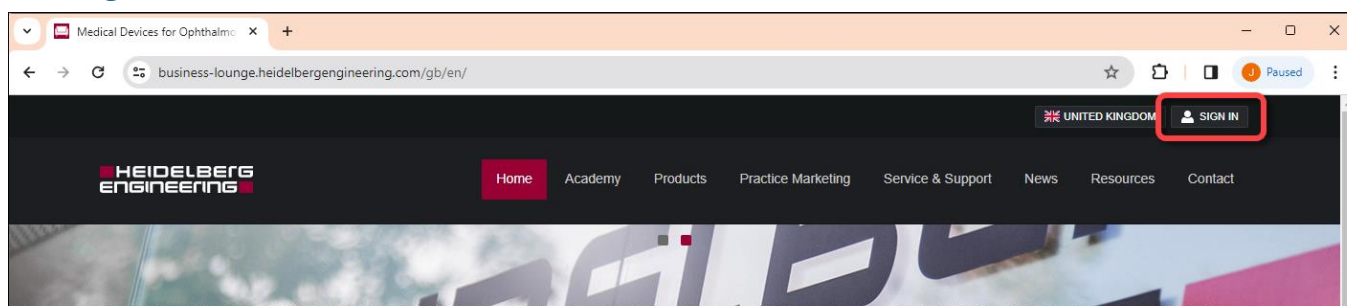 Medical Devices for Ophthalmo
business-lounge.heidelbergengineering.com/gb/en/
J Paused
UNITED KINGDOM SIGN IN
HEIDELBERG
ENGINEERING
Home Academy Products Practice Marketing Service & Support News Resources Contact